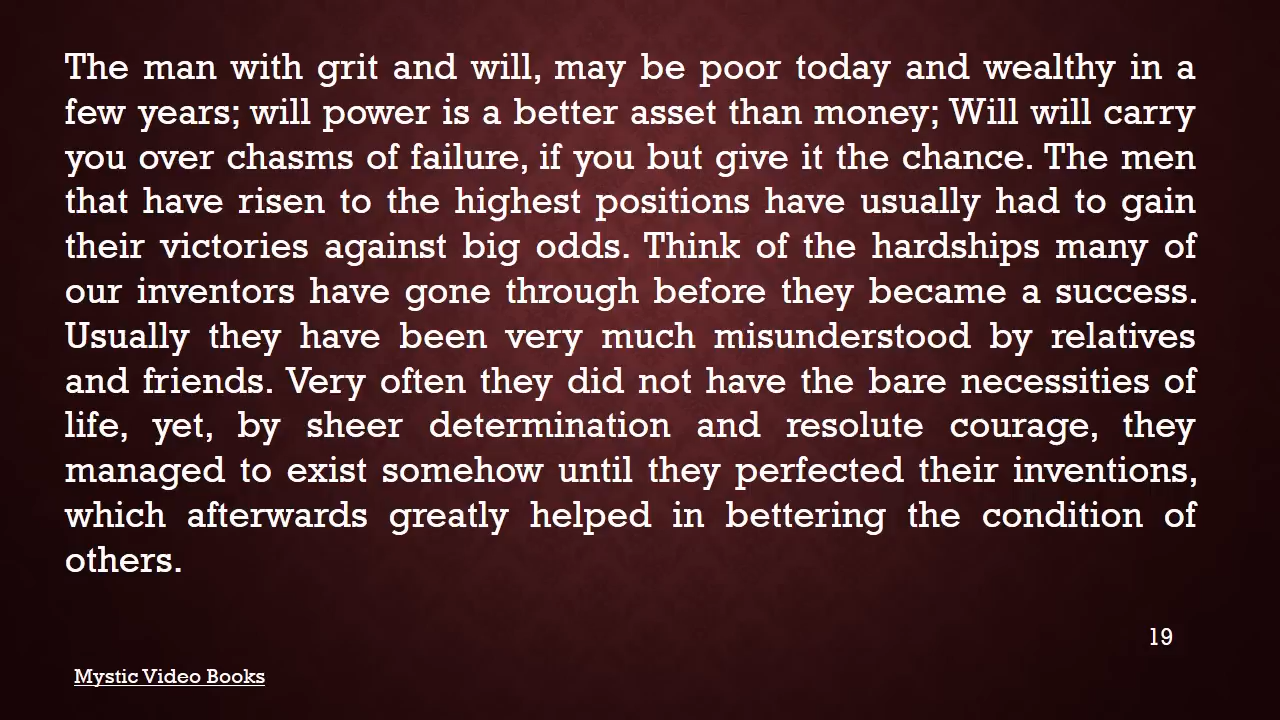 The man with grit and will, may be poor today and wealthy in a
few years; will power is a better asset than money; Will will carry
you over chasms of failure, if you but give it the chance. The men
that have risen to the highest positions have usually had to gain
their victories against big odds. Think of the hardships many of
our inventors have gone through before they became a success.
Usually they have been very much misunderstood by relatives
and friends. Very often they did not have the bare necessities of
life, yet, by sheer determination and resolute courage, they
managed to exist somehow until they perfected their inventions,
which afterwards greatly helped in bettering the condition of
others.
19
Mystic Video Books